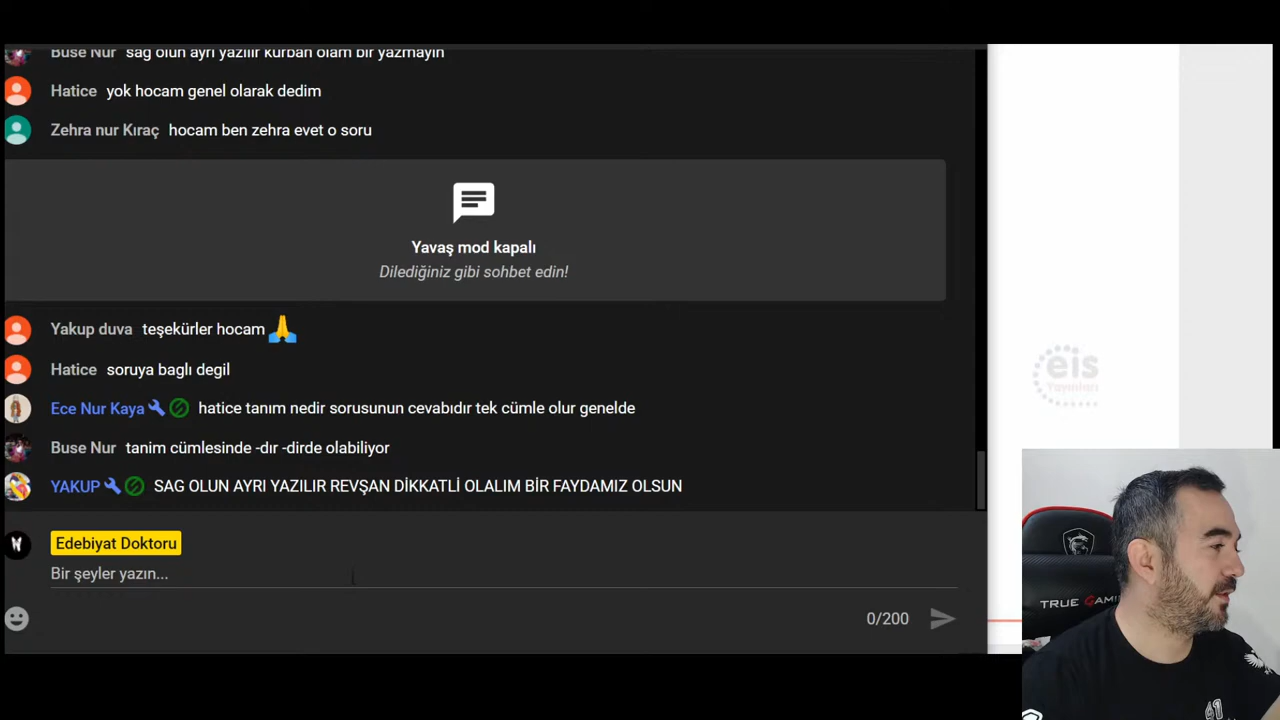 Buse Nur sag olun ayrı yazılır kurban olam bir yazmayın
Hatice yok hocam genel olarak dedim
Zehra nur Kıraç hocam ben zehra evet o soru
Yavaş mod kapalı
Dilediğiniz gibi sohbet edin!
Yakup duva teşekürler hocam
Hatice soruya baglı degil
Ece Nur Kaya hatice tanım nedir sorusunun cevabıdır tek cümle olur genelde
Buse Nur tanim cümlesinde -dır -dirde olabiliyor
YAKUP SAG OLUN AYRI YAZILIR REVŞAN DİKKATLİ OLALIM BİR FAYDAMIZ OLSUN
Edebiyat Doktoru
Bir şeyler yazın...
0/200
eis
Yayınları
TRUE GAMI